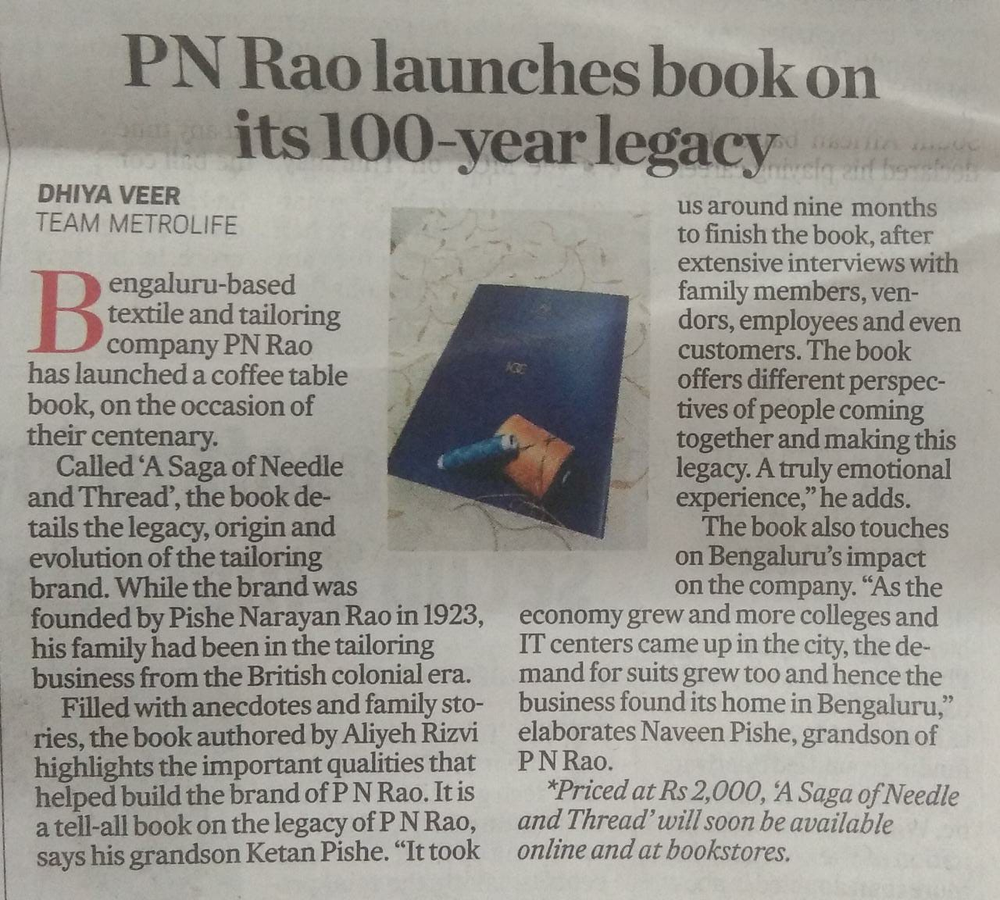 PN Rao launches book on
its 100-year legacy
DHIYA VEER
TEAM METROLIFE
Bengaluru-based
textile and tailoring
company PN Rao
has launched a coffee table
book, on the occasion of
their centenary.
Called ‘A Saga of Needle
and Thread’, the book de-
tails the legacy, origin and
evolution of the tailoring
brand. While the brand was
founded by Pishe Narayan Rao in 1923,
his family had been in the tailoring
business from the British colonial era.
Filled with anecdotes and family sto-
ries, the book authored by Aliyeh Rizvi
highlights the important qualities that
helped build the brand of P N Rao. It is
a tell-all book on the legacy of P N Rao,
says his grandson Ketan Pishe. “It took
us around nine months
to finish the book, after
extensive interviews with
family members, ven-
dors, employees and even
customers. The book
offers different perspec-
tives of people coming
together and making this
legacy. A truly emotional
experience,” he adds.
The book also touches
on Bengaluru’s impact
on the company. “As the
economy grew and more colleges and
IT centers came up in the city, the de-
mand for suits grew too and hence the
business found its home in Bengaluru,”
elaborates Naveen Pishe, grandson of
P N Rao.
*Priced at Rs 2,000, ‘A Saga of Needle
and Thread’ will soon be available
online and at bookstores.